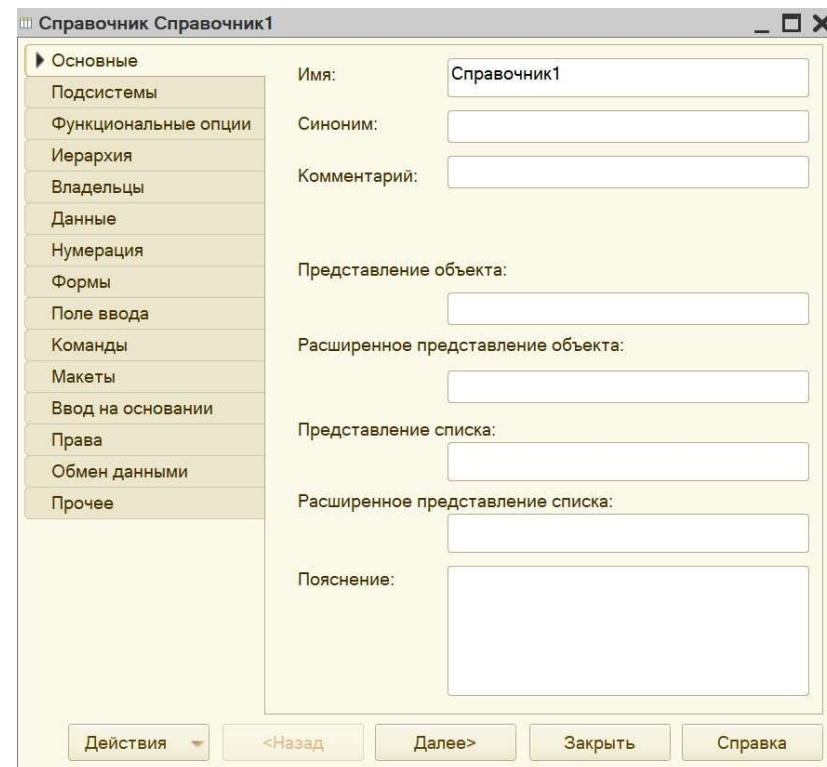 Справочник Справочник1
Основные
Подсистемы
Функциональные опции
Иерархия
Владельцы
Данные
Нумерация
Формы
Поле ввода
Команды
Макеты
Ввод на основании
Права
Обмен данными
Прочее
Имя: Справочник1
Синоним:
Комментарий:
Представление объекта:
Расширенное представление объекта:
Представление списка:
Расширенное представление списка:
Пояснение:
Действия <Назад Далее> Закрыть Справка